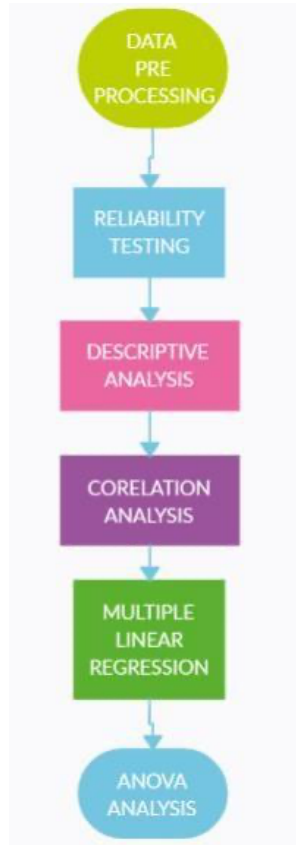 DATA
PRE
PROCESSING
RELIABILITY
TESTING
DESCRIPTIVE
ANALYSIS
CORELATION
ANALYSIS
MULTIPLE
LINEAR
REGRESSION
ANOVA
ANALYSIS